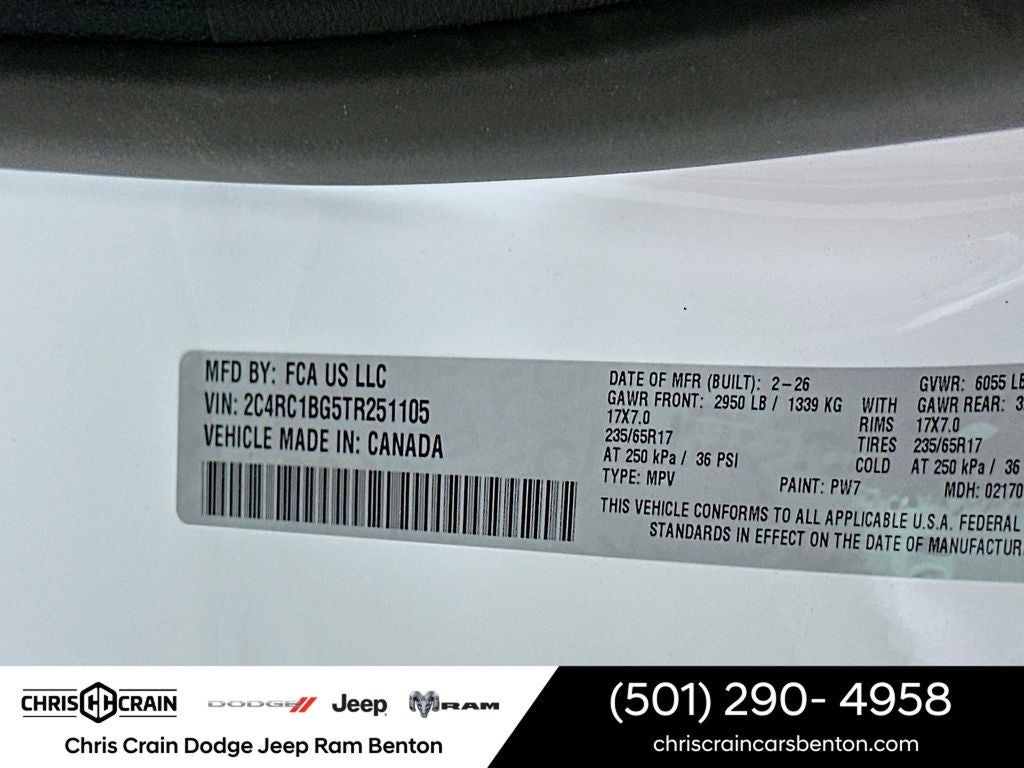 MFD BY: FCA US LLC
VIN: 2C4RC1BG5TR251105
VEHICLE MADE IN: CANADA
DATE OF MFR (BUILT): 2-26
GVWR: 6055 LB
GAWR FRONT: 2950 LB / 1339 KG WITH GAWR REAR: 3
17X7.0 RIMS 17X7.0
235/65R17 TIRES 235/65R17
AT 250 kPa / 36 PSI COLD AT 250 kPa / 36
TYPE: MPV PAINT: PW7 MDH: 02170
THIS VEHICLE CONFORMS TO ALL APPLICABLE U.S.A. FEDERAL
STANDARDS IN EFFECT ON THE DATE OF MANUFACTUR
CHRIS CRAIN DODGE Jeep RAM
Chris Crain Dodge Jeep Ram Benton
(501) 290- 4958
chriscraincarsbenton.com